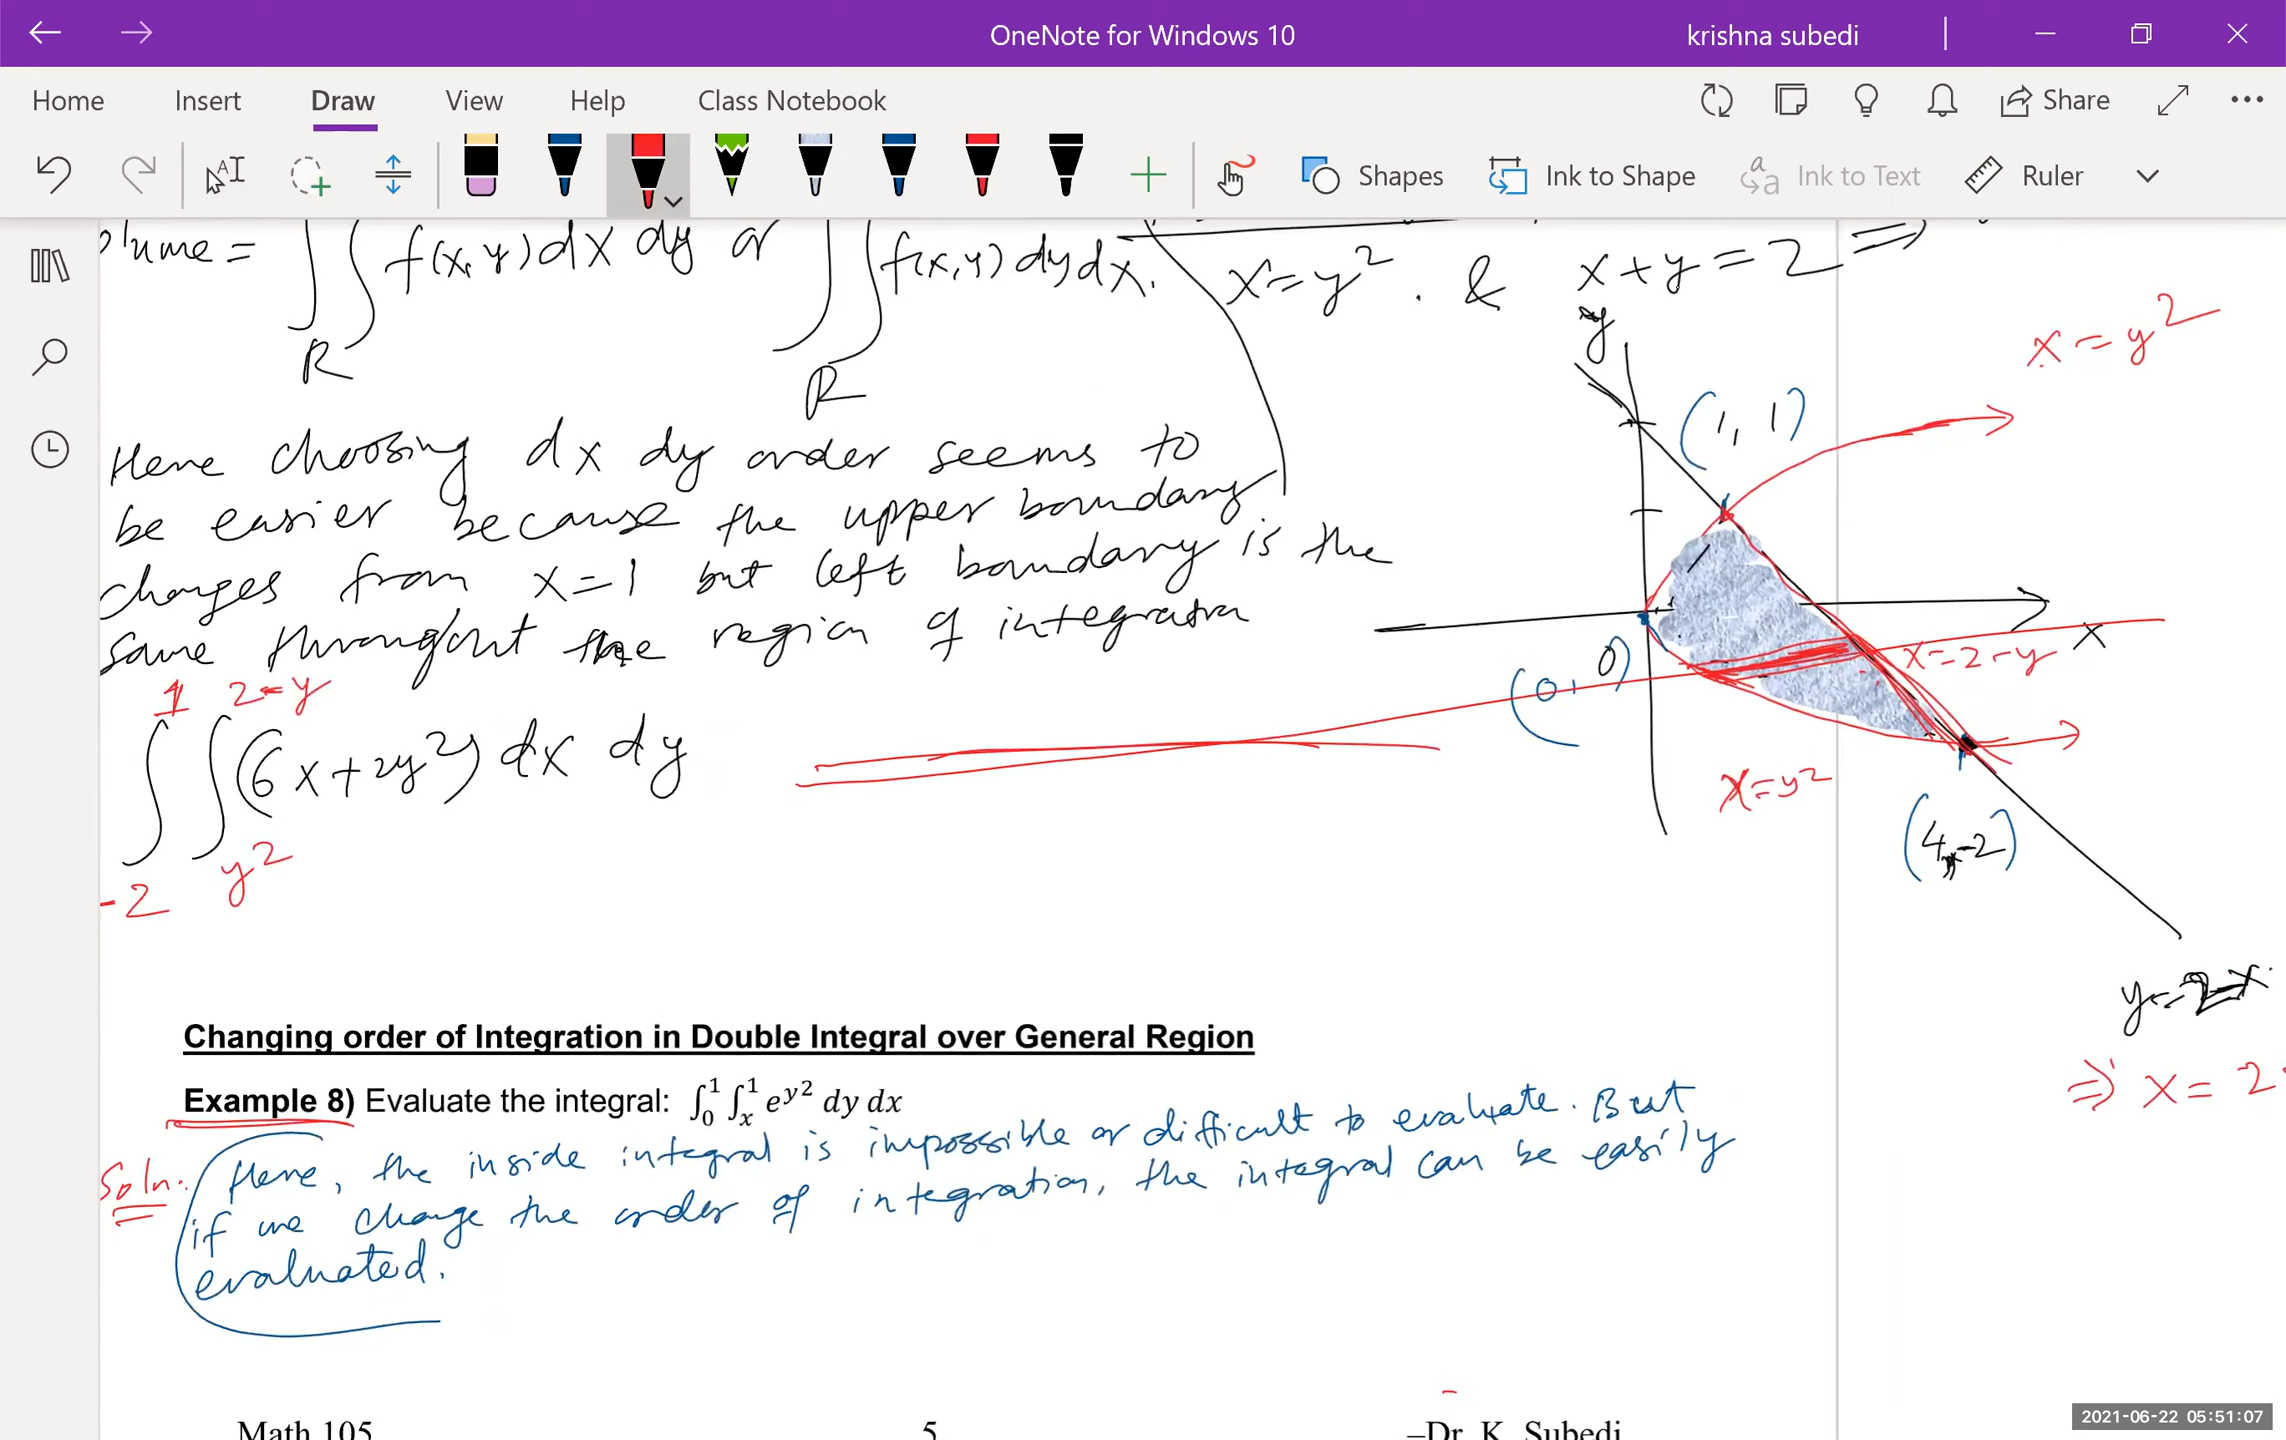 OneNote for Windows 10
krishna subedi
Home Insert Draw View Help Class Notebook
Share
Shapes Ink to Shape Ink to Text Ruler
lume = ∬ f(x,y) dx dy or ∬ f(x,y) dy dx.
R R
x = y² . & x + y = 2 ⇒
Here choosing dx dy order seems to
be easier because the upper boundary
changes from x = 1 but left boundary is the
same throughout the region of integration
1 2-y
∫ ∫ (6x + 2y²) dx dy
-2 y²
y
x = y²
(1, 1)
(0, 0)
x
x = 2 - y
x = y²
(4, -2)
y = 2-x
⇒ x = 2
Changing order of Integration in Double Integral over General Region
Example 8) Evaluate the integral: ∫₀¹ ∫ₓ¹ e^{y²} dy dx
Soln: Here, the inside integral is impossible or difficult to evaluate. But
if we change the order of integration, the integral can be easily
evaluated.
Math 105 5 –Dr. K. Subedi
2021-06-22 05:51:07